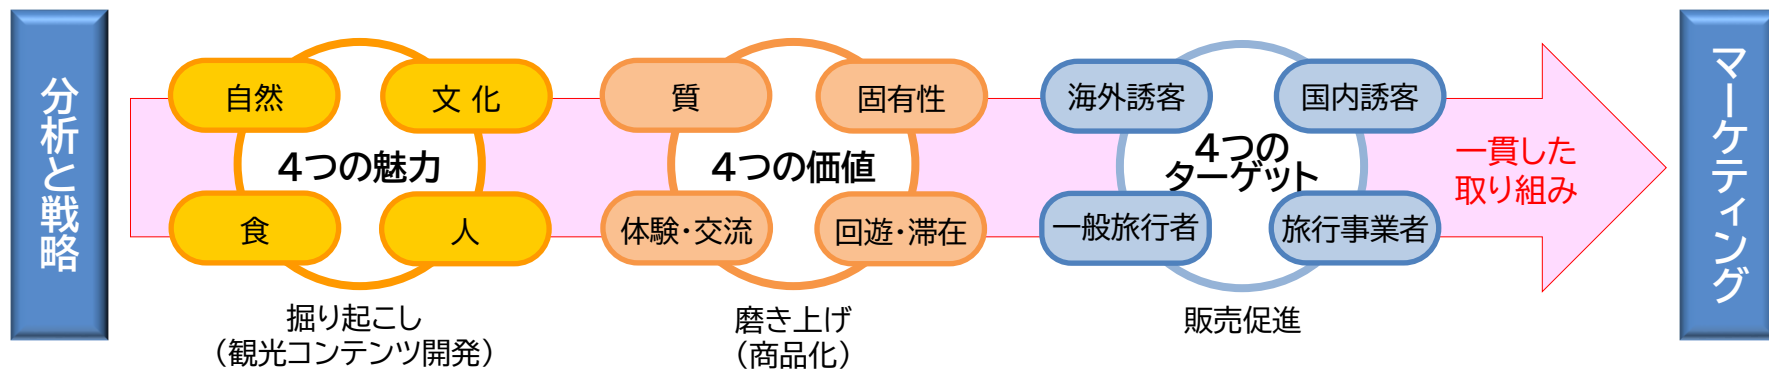 分析と戦略
自然
文 化
4つの魅力
食
人
掘り起こし
（観光コンテンツ開発）
質
固有性
4つの価値
体験・交流
回遊・滞在
磨き上げ
（商品化）
海外誘客
国内誘客
4つの
ターゲット
一般旅行者
旅行事業者
販売促進
一貫した
取り組み
マーケティング